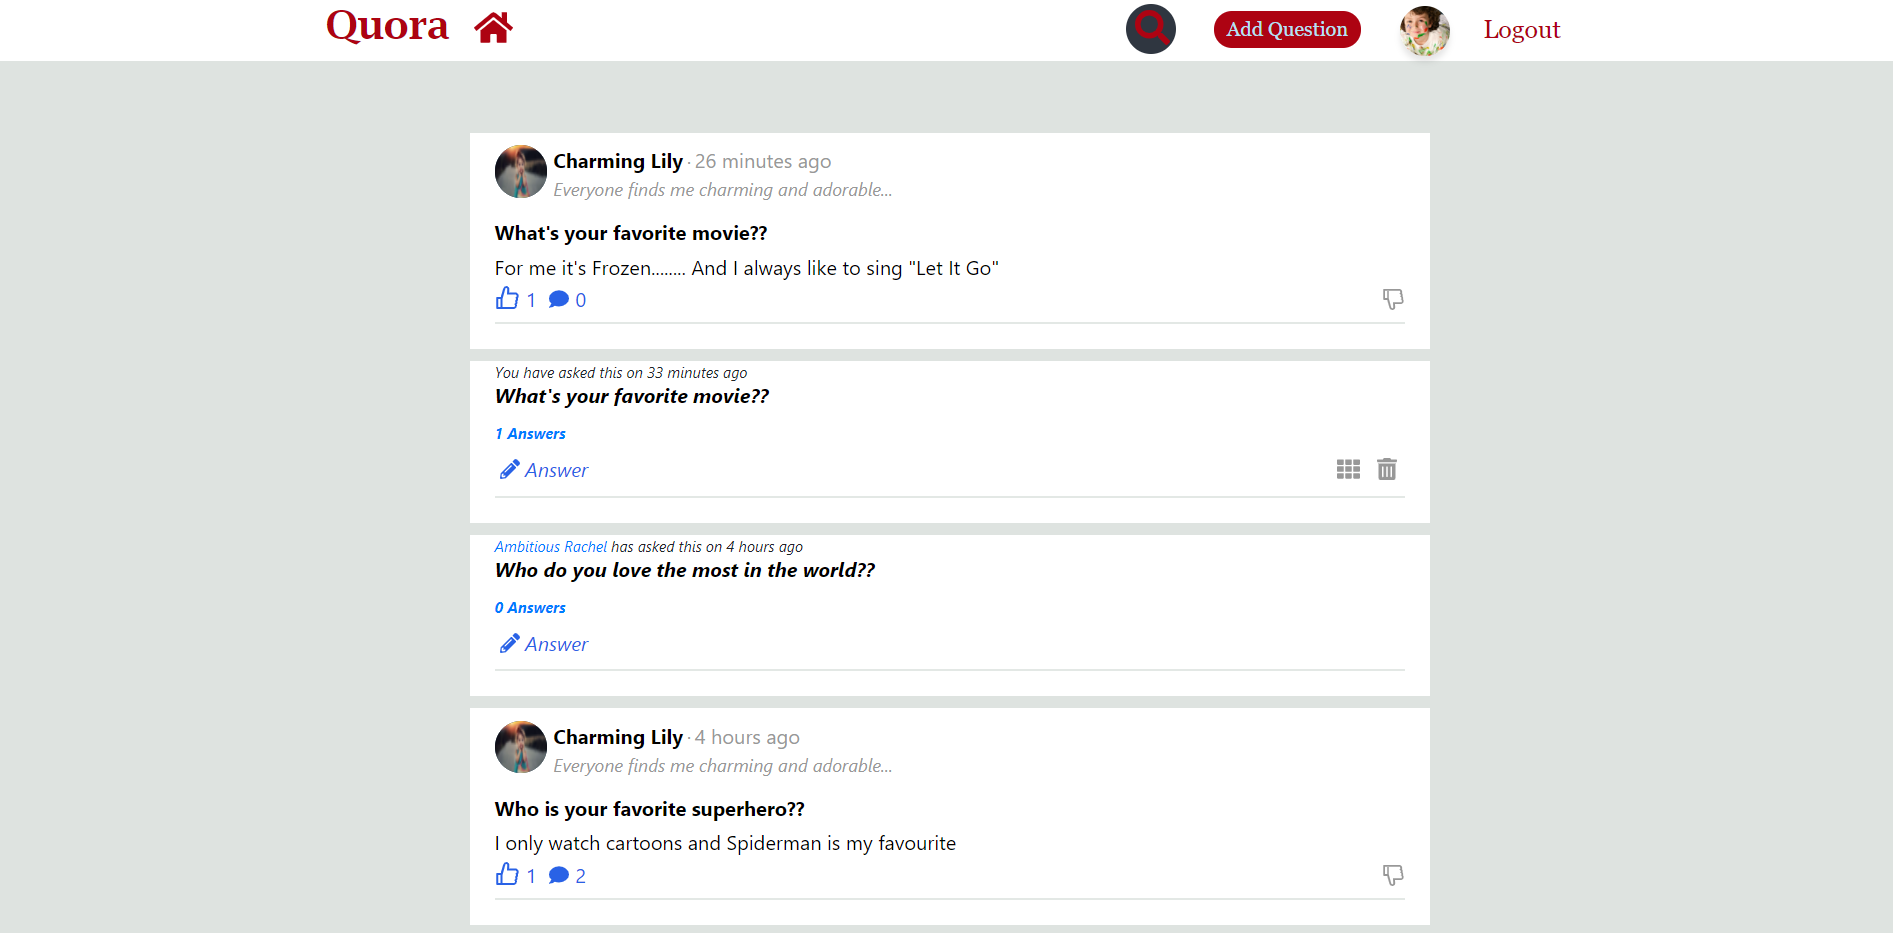 Quora
Add Question
Logout
Charming Lily · 26 minutes ago
Everyone finds me charming and adorable...
What's your favorite movie??
For me it's Frozen........ And I always like to sing "Let It Go"
1 0
You have asked this on 33 minutes ago
What's your favorite movie??
1 Answers
Answer
Ambitious Rachel has asked this on 4 hours ago
Who do you love the most in the world??
0 Answers
Answer
Charming Lily · 4 hours ago
Everyone finds me charming and adorable...
Who is your favorite superhero??
I only watch cartoons and Spiderman is my favourite
1 2